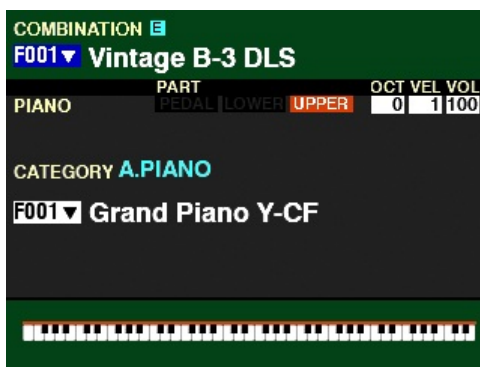 COMBINATION E
F001▼ Vintage B-3 DLS
PART OCT VEL VOL
PIANO PEDAL LOWER UPPER 0 1 100
CATEGORY A.PIANO
F001▼ Grand Piano Y-CF